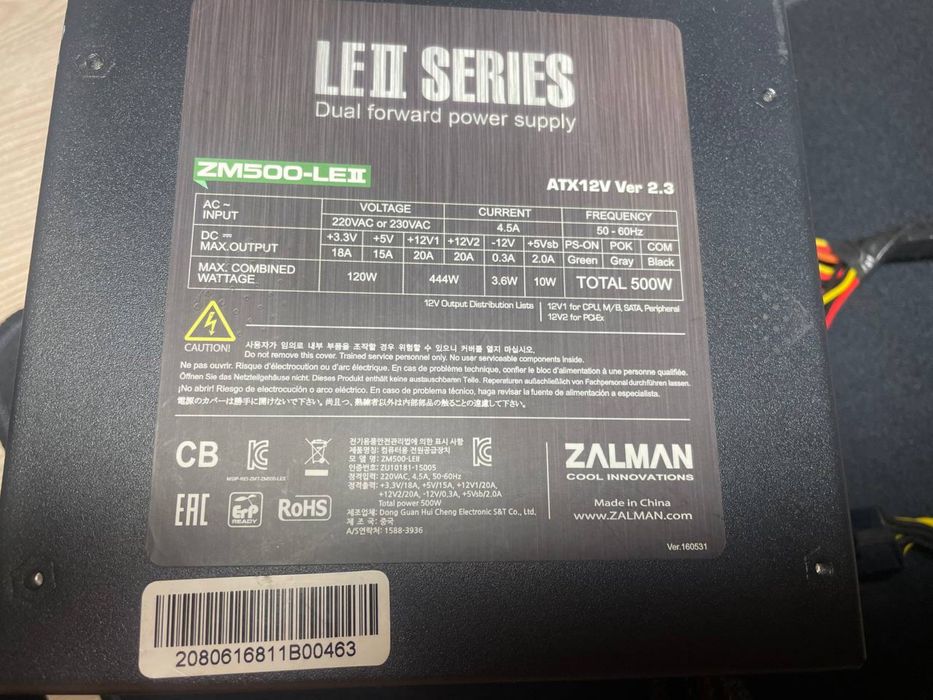 LEII SERIES
Dual forward power supply
ZM500-LEII
ATX12V Ver 2.3
AC ~ INPUT VOLTAGE CURRENT FREQUENCY
220VAC or 230VAC 4.5A 50 - 60Hz
DC ⎓ MAX.OUTPUT +3.3V +5V +12V1 +12V2 -12V +5Vsb PS-ON POK COM
18A 15A 20A 20A 0.3A 2.0A Green Gray Black
MAX. COMBINED WATTAGE 120W 444W 3.6W 10W TOTAL 500W
12V Output Distribution Lists 12V1 for CPU, M/B, SATA, Peripheral
12V2 for PCI-Ex
CAUTION!
사용자가 임의로 내부 부품을 조작할 경우 위험할 수 있으니 커버를 열지 마십시오.
Do not remove this cover. Trained service personnel only. No user serviceable components inside.
Ne pas ouvrir. Risque d'électrocution ou d'arc électrique. En cas de problème technique, confier le bloc d'alimentation à une personne qualifiée.
Öffnen Sie das Netzteilgehäuse nicht. Dieses Produkt enthält keine austauschbaren Teile. Reperaturen außschließlich von Fachpersonal durchführen lassen.
¡No abrir! Riesgo de electrocución o arco eléctrico. En caso de problema técnico, haga revisar la fuente de alimentación a especialista.
電源のカバーは勝手に開けないで下さい。尚且つ、熟練者以外は内部部品の触ることの遠慮して下さい。
CB
MSIP-REI-ZMT-ZM500-LEII
전기용품안전관리법에 의한 표시 사항
제품명칭: 컴퓨터용 전원공급장치
모 델 명: ZM500-LEII
인증번호: ZU10181-15005
정격입력: 220VAC, 4.5A, 50-60Hz
정격출력: +3.3V/18A, +5V/15A, +12V1/20A,
+12V2/20A, -12V/0.3A, +5Vsb/2.0A
Total power 500W
제조업체: Dong Guan Hui Cheng Electronic S&T Co., Ltd.
제 조 국: 중국
A/S연락처: 1588-3936
EAC
ErP
READY
RoHS
ZALMAN
COOL INNOVATIONS
Made in China
www.ZALMAN.com
Ver.160531
2080616811B00463